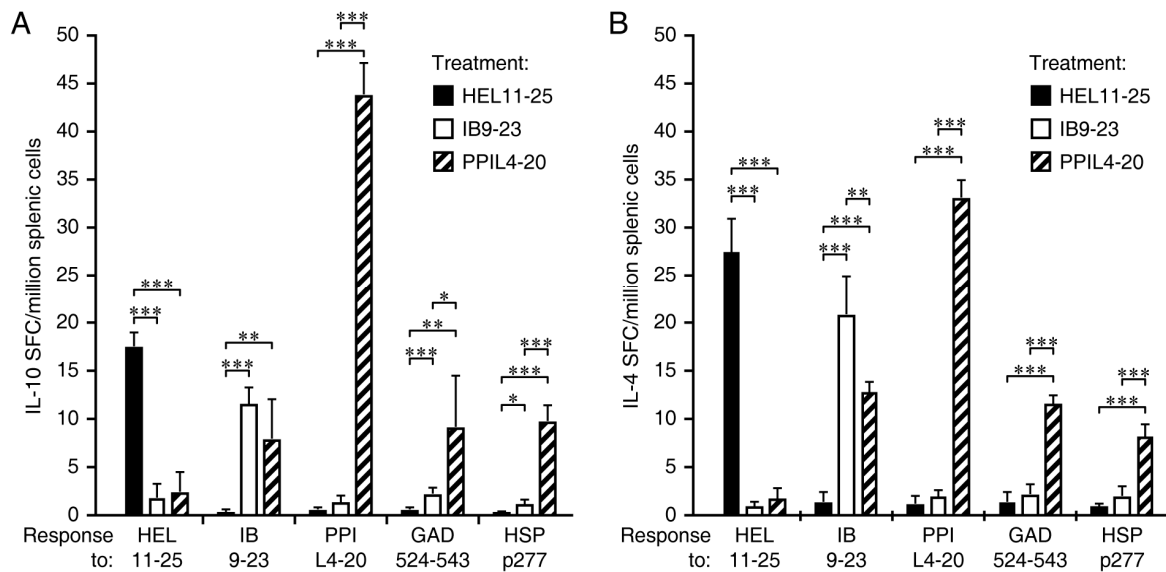 A
IL-10 SFC/million splenic cells
50
45
40
35
30
25
20
15
10
5
0
Treatment:
HEL11-25
IB9-23
PPIL4-20
***
***
***
***
**
***
*
**
***
***
***
*
Response to:
HEL 11-25
IB 9-23
PPI L4-20
GAD 524-543
HSP p277
B
IL-4 SFC/million splenic cells
50
45
40
35
30
25
20
15
10
5
0
Treatment:
HEL11-25
IB9-23
PPIL4-20
***
***
**
***
***
***
***
***
***
***
***
HEL 11-25
IB 9-23
PPI L4-20
GAD 524-543
HSP p277